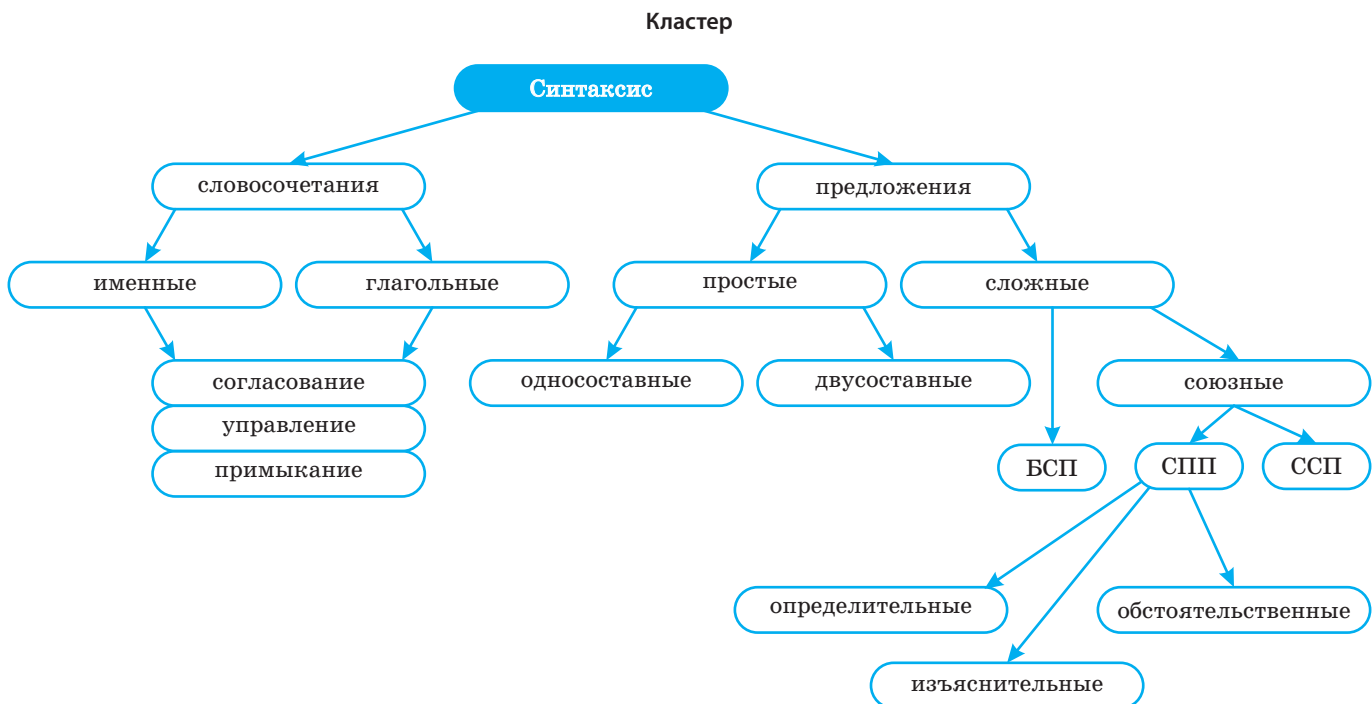 Кластер
Синтаксис
словосочетания
предложения
именные
глагольные
простые
сложные
согласование
управление
примыкание
односоставные
двусоставные
союзные
БСП
СПП
ССП
определительные
обстоятельственные
изъяснительные